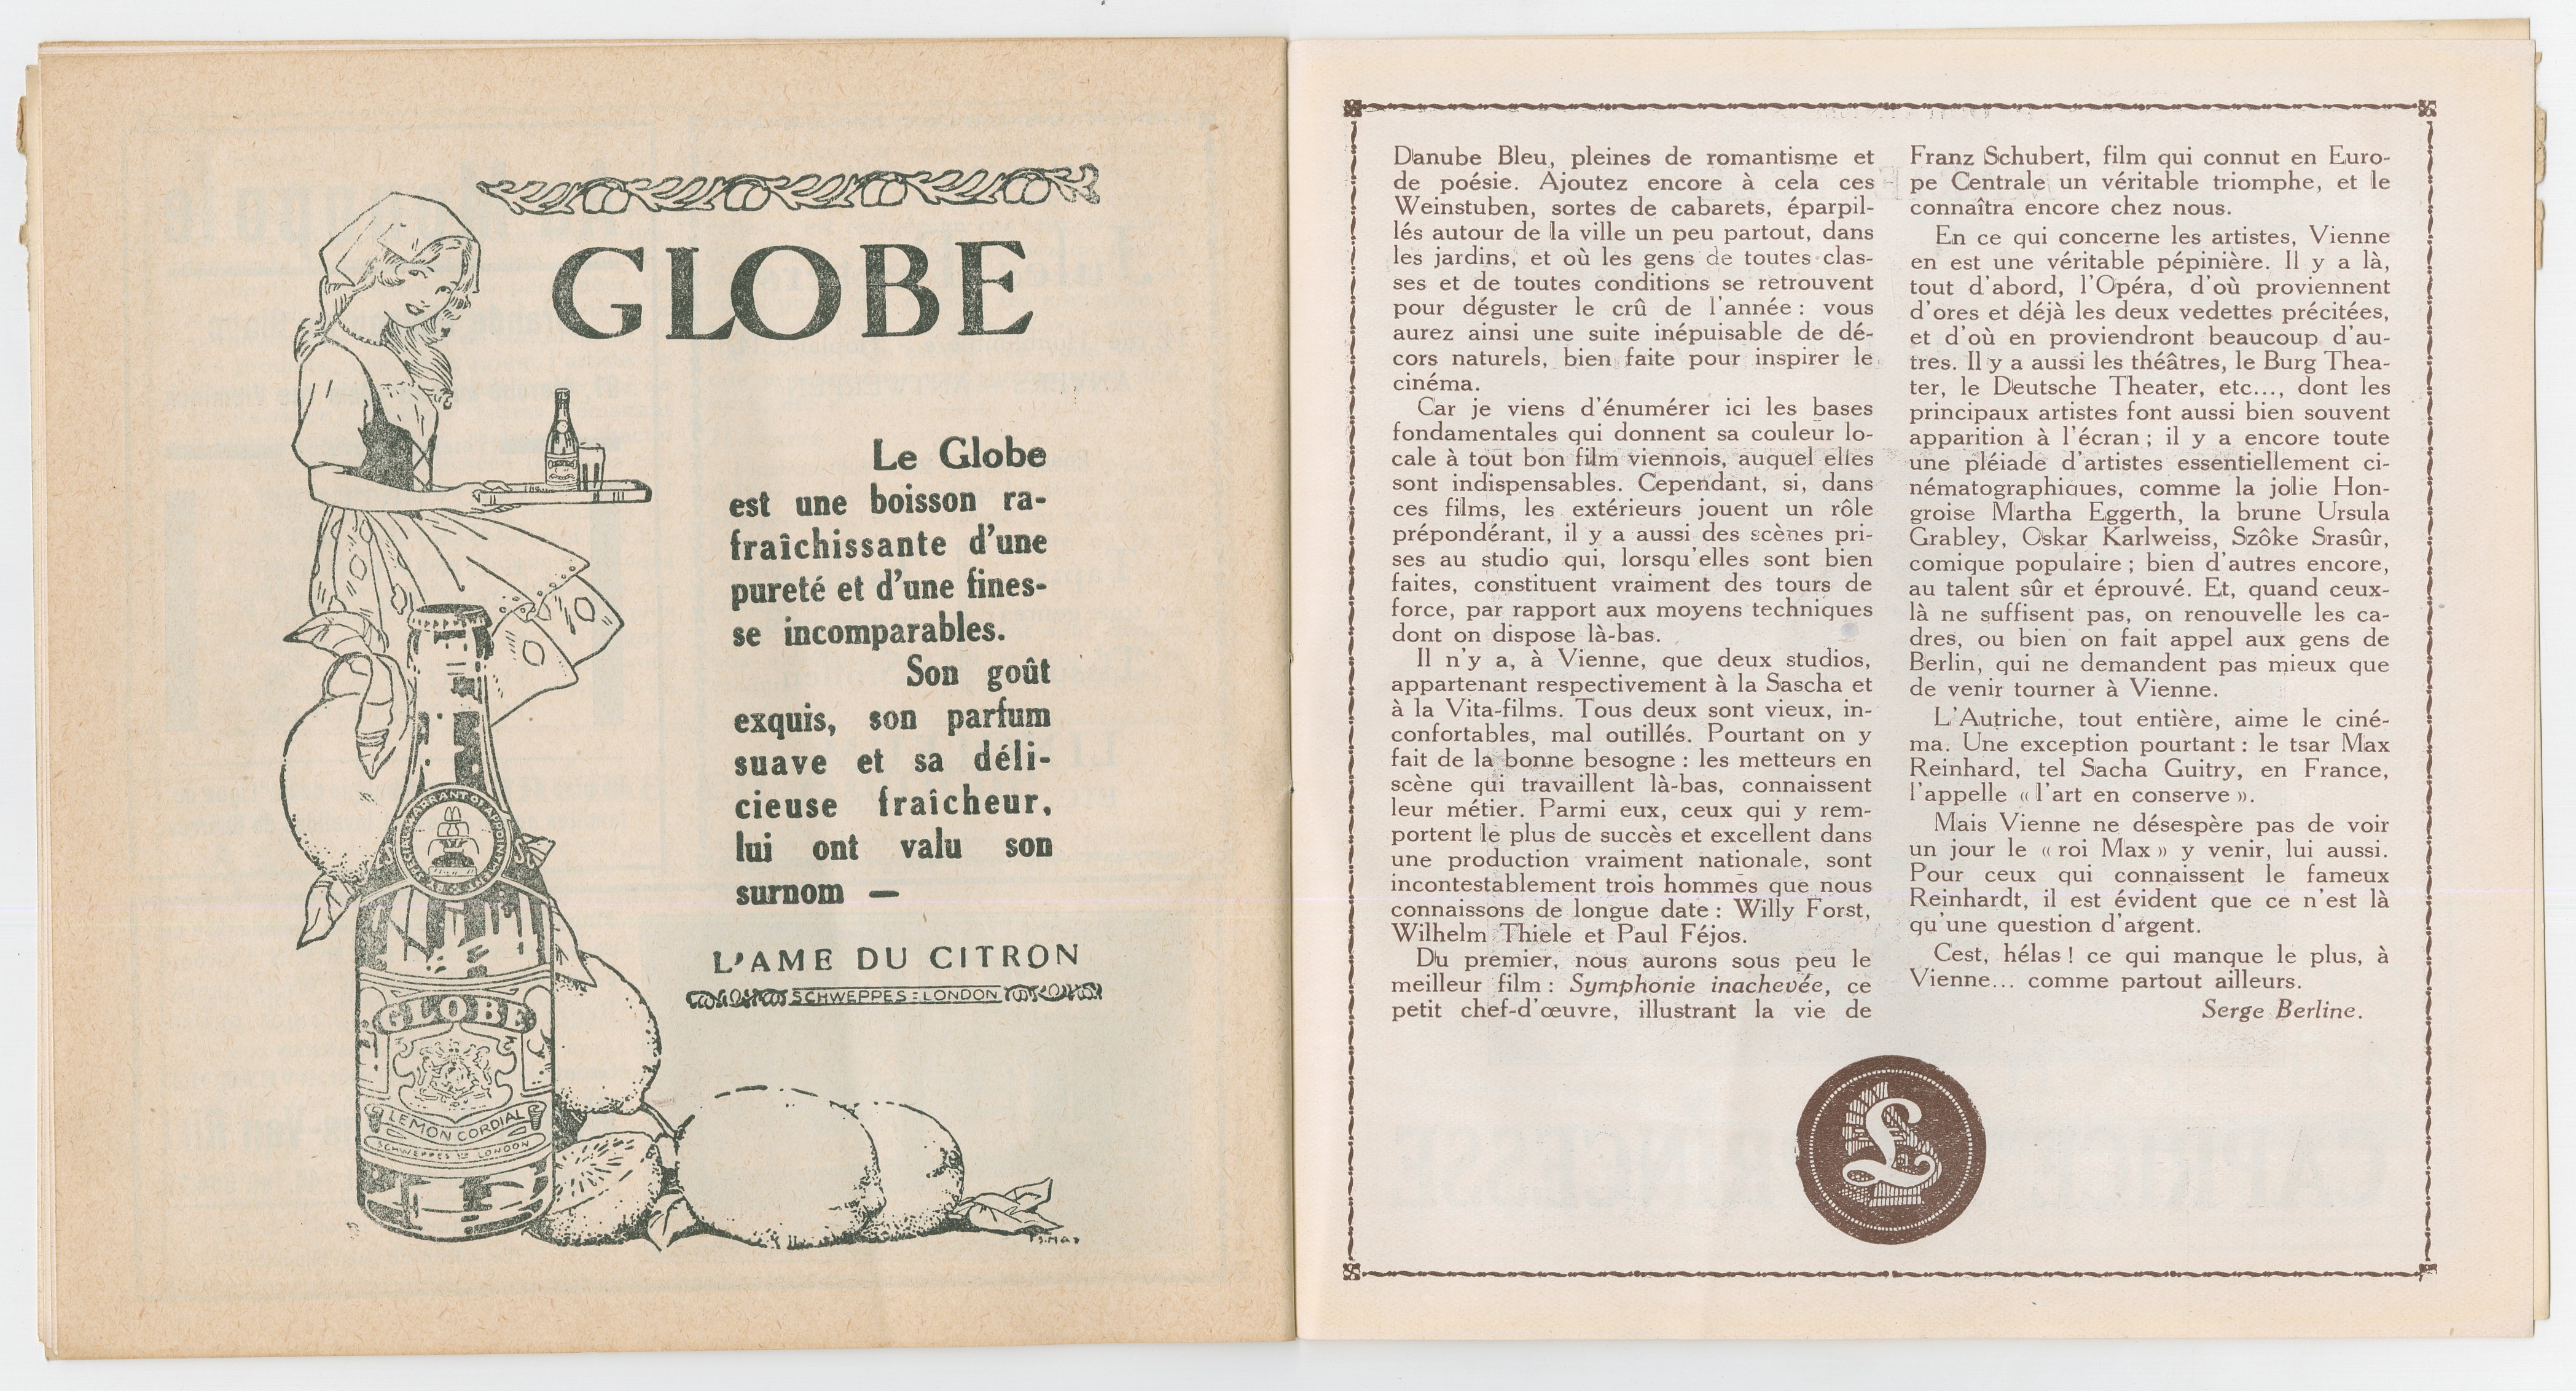 GLOBE
Le Globe
est une boisson ra-
fraîchissante d'une
pureté et d'une fines-
se incomparables.
Son goût
exquis, son parfum
suave et sa déli-
cieuse fraîcheur,
lui ont valu son
surnom —
L'AME DU CITRON
SCHWEPPES=LONDON
GLOBE
LEMON CORDIAL
SCHWEPPES LTD LONDON
Danube Bleu, pleines de romantisme et
de poésie. Ajoutez encore à cela ces
Weinstuben, sortes de cabarets, éparpil-
lés autour de la ville un peu partout, dans
les jardins, et où les gens de toutes clas-
ses et de toutes conditions se retrouvent
pour déguster le crû de l'année : vous
aurez ainsi une suite inépuisable de dé-
cors naturels, bien faite pour inspirer le
cinéma.
Car je viens d'énumérer ici les bases
fondamentales qui donnent sa couleur lo-
cale à tout bon film viennois, auquel elles
sont indispensables. Cependant, si, dans
ces films, les extérieurs jouent un rôle
prépondérant, il y a aussi des scènes pri-
ses au studio qui, lorsqu'elles sont bien
faites, constituent vraiment des tours de
force, par rapport aux moyens techniques
dont on dispose là-bas.
Il n'y a, à Vienne, que deux studios,
appartenant respectivement à la Sascha et
à la Vita-films. Tous deux sont vieux, in-
confortables, mal outillés. Pourtant on y
fait de la bonne besogne : les metteurs en
scène qui travaillent là-bas, connaissent
leur métier. Parmi eux, ceux qui y rem-
portent le plus de succès et excellent dans
une production vraiment nationale, sont
incontestablement trois hommes que nous
connaissons de longue date : Willy Forst,
Wilhelm Thiele et Paul Féjos.
Du premier, nous aurons sous peu le
meilleur film : Symphonie inachevée, ce
petit chef-d'œuvre, illustrant la vie de
Franz Schubert, film qui connut en Euro-
pe Centrale un véritable triomphe, et le
connaîtra encore chez nous.
En ce qui concerne les artistes, Vienne
en est une véritable pépinière. Il y a là,
tout d'abord, l'Opéra, d'où proviennent
d'ores et déjà les deux vedettes précitées,
et d'où en proviendront beaucoup d'au-
tres. Il y a aussi les théâtres, le Burg Thea-
ter, le Deutsche Theater, etc..., dont les
principaux artistes font aussi bien souvent
apparition à l'écran ; il y a encore toute
une pléiade d'artistes essentiellement ci-
nématographiques, comme la jolie Hon-
groise Martha Eggerth, la brune Ursula
Grabley, Oskar Karlweiss, Szôke Srasûr,
comique populaire ; bien d'autres encore,
au talent sûr et éprouvé. Et, quand ceux-
là ne suffisent pas, on renouvelle les ca-
dres, ou bien on fait appel aux gens de
Berlin, qui ne demandent pas mieux que
de venir tourner à Vienne.
L'Autriche, tout entière, aime le ciné-
ma. Une exception pourtant : le tsar Max
Reinhard, tel Sacha Guitry, en France,
l'appelle « l'art en conserve ».
Mais Vienne ne désespère pas de voir
un jour le « roi Max » y venir, lui aussi.
Pour ceux qui connaissent le fameux
Reinhardt, il est évident que ce n'est là
qu'une question d'argent.
Cest, hélas ! ce qui manque le plus, à
Vienne... comme partout ailleurs.
Serge Berline.
L